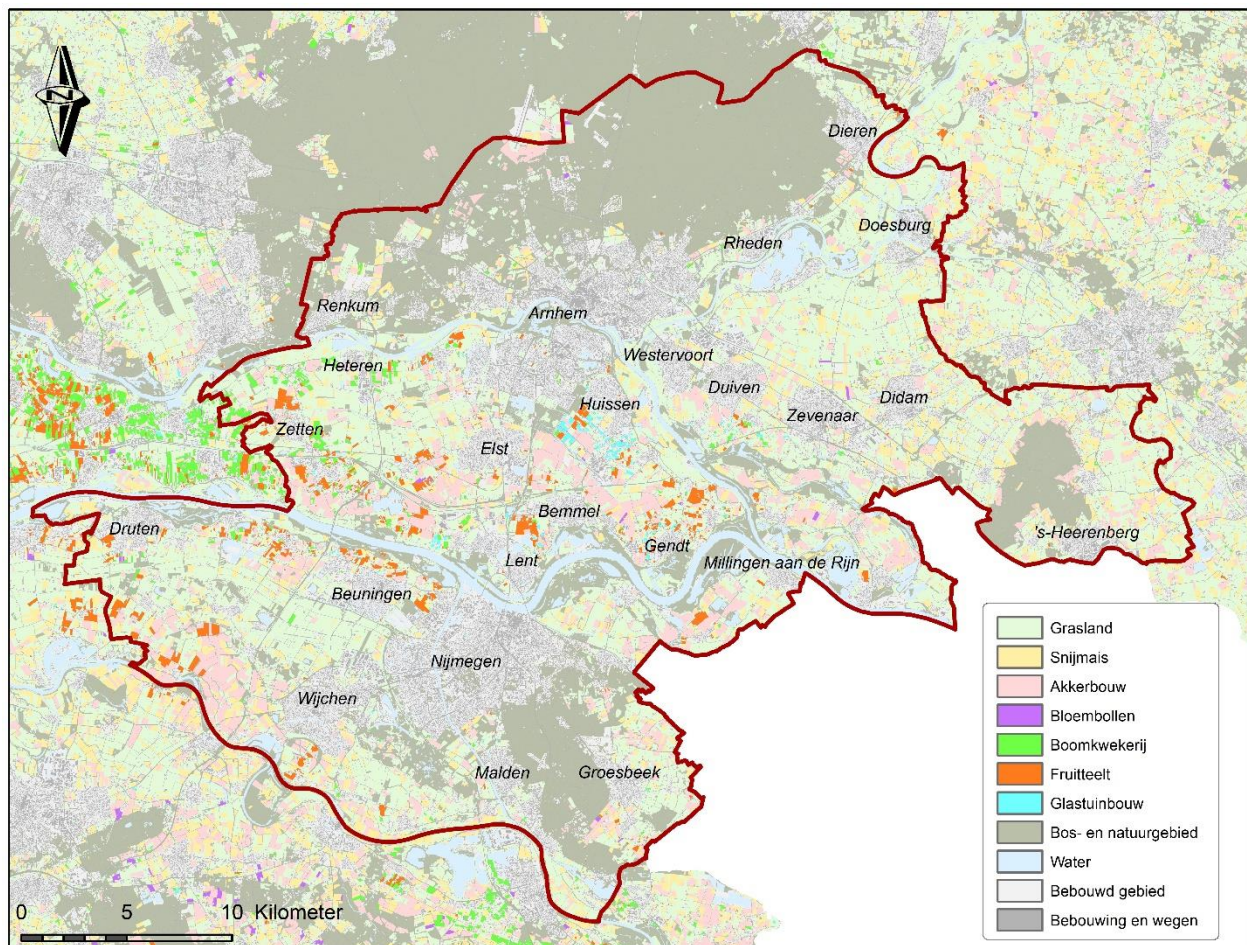 N
Dieren
Doesburg
Rheden
Renkum
Arnhem
Heteren
Westervoort
Duiven
Didam
Huissen
Zevenaar
Zetten
Elst
Bemmel
Druten
Gendt
's-Heerenberg
Lent
Millingen aan de Rijn
Beuningen
Nijmegen
Wijchen
Malden
Groesbeek
Grasland
Snijmais
Akkerbouw
Bloembollen
Boomkwekerij
Fruitteelt
Glastuinbouw
Bos- en natuurgebied
Water
Bebouwd gebied
Bebouwing en wegen
0 5 10 Kilometer